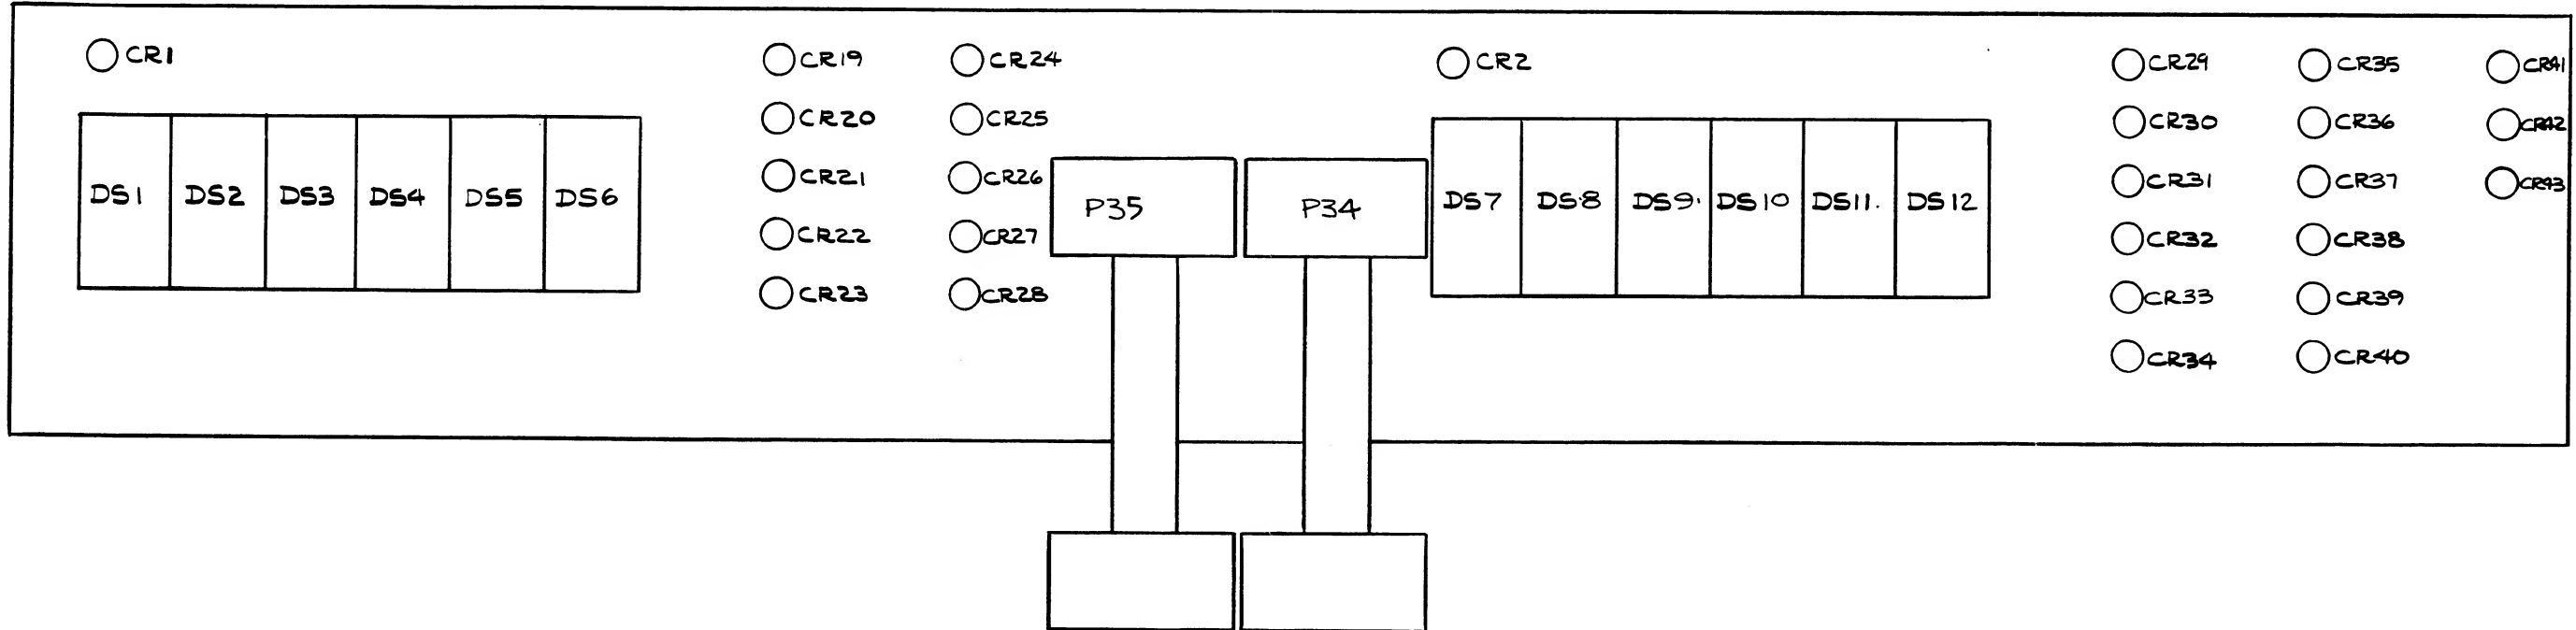 CR1
CR19
CR24
CR2
CR29
CR35
CR41
CR20
CR25
CR30
CR36
CR42
CR21
CR26
CR31
CR37
CR43
DS1 DS2 DS3 DS4 DS5 DS6
P35
P34
DS7 DS8 DS9 DS10 DS11 DS12
CR22
CR27
CR32
CR38
CR23
CR28
CR33
CR39
CR34
CR40